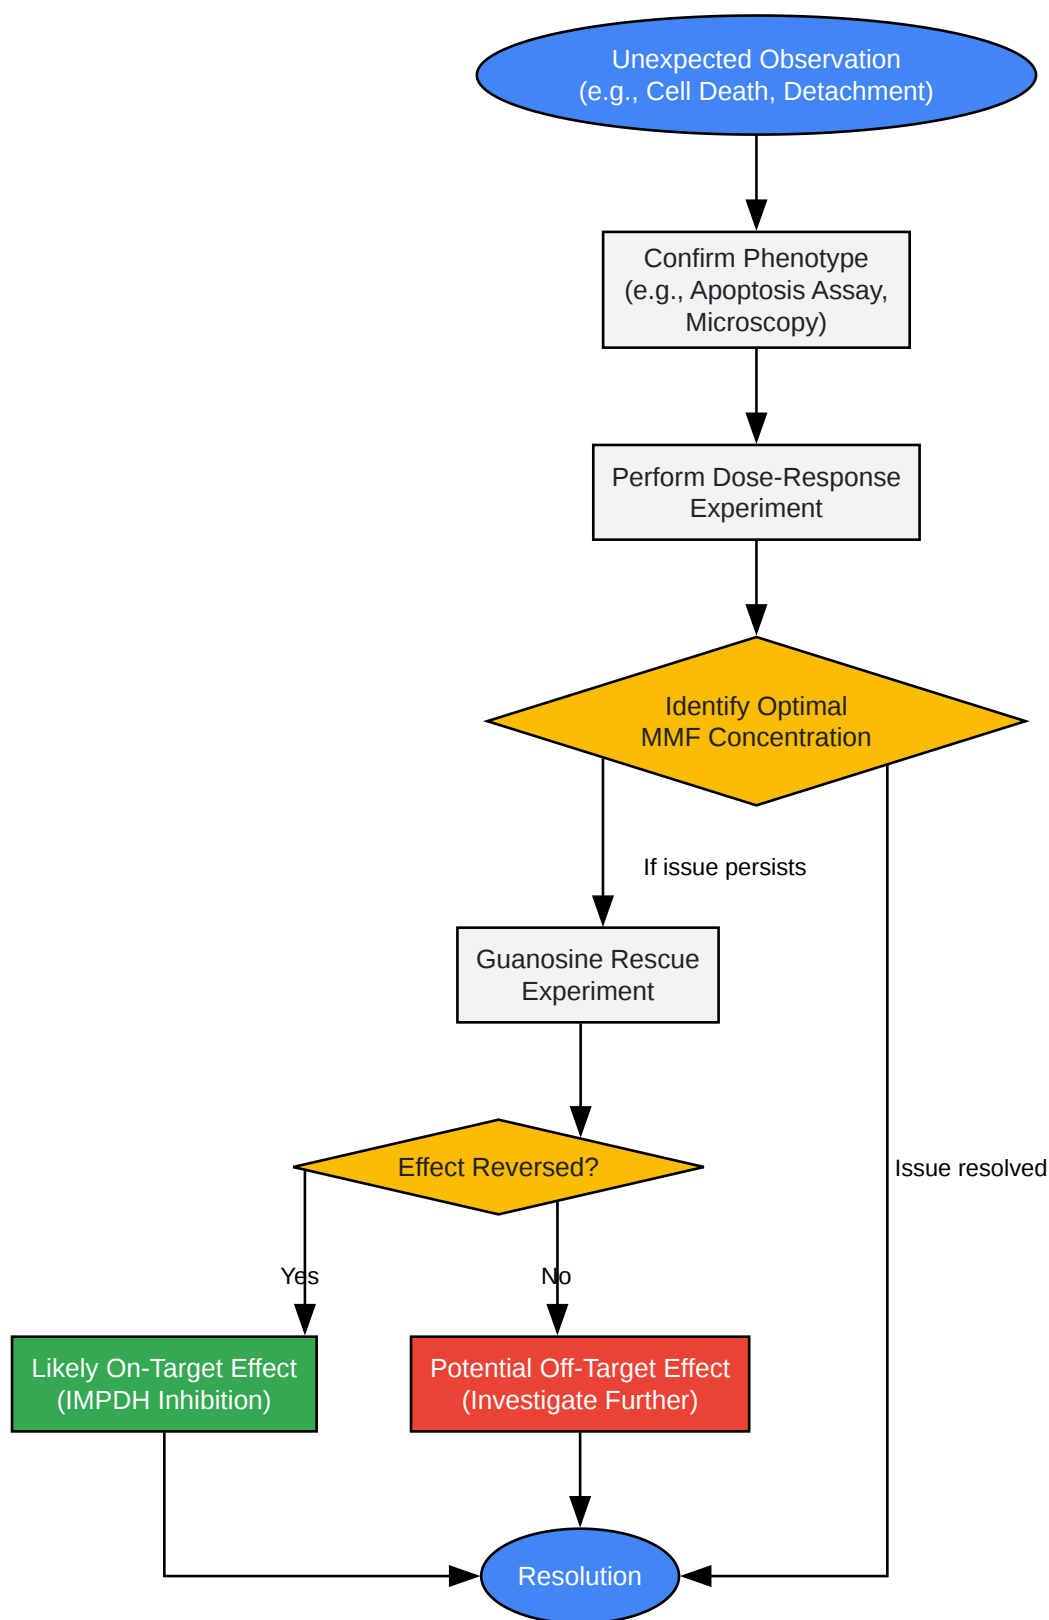 Unexpected Observation
(e.g., Cell Death, Detachment)
Confirm Phenotype
(e.g., Apoptosis Assay,
Microscopy)
Perform Dose-Response
Experiment
Identify Optimal
MMF Concentration
If issue persists
Guanosine Rescue
Experiment
Effect Reversed?
Issue resolved
Yes
No
Likely On-Target Effect
(IMPDH Inhibition)
Potential Off-Target Effect
(Investigate Further)
Resolution